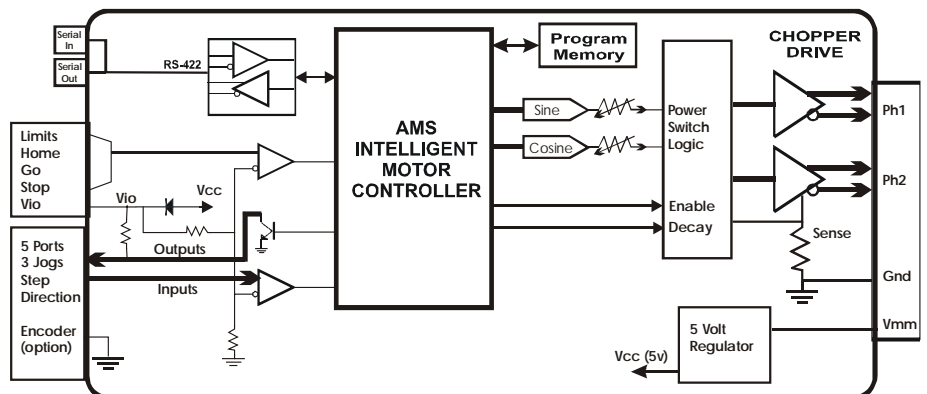 Serial
In
Serial
Out
RS-422
Limits
Home
Go
Stop
Vio
Vio
Vcc
5 Ports
3 Jogs
Step
Direction
Encoder
(option)
Outputs
Inputs
AMS
INTELLIGENT
MOTOR
CONTROLLER
Program
Memory
Sine
Cosine
Power
Switch
Logic
Enable
Decay
CHOPPER
DRIVE
Ph1
Ph2
Sense
Gnd
Vmm
5 Volt
Regulator
Vcc (5v)